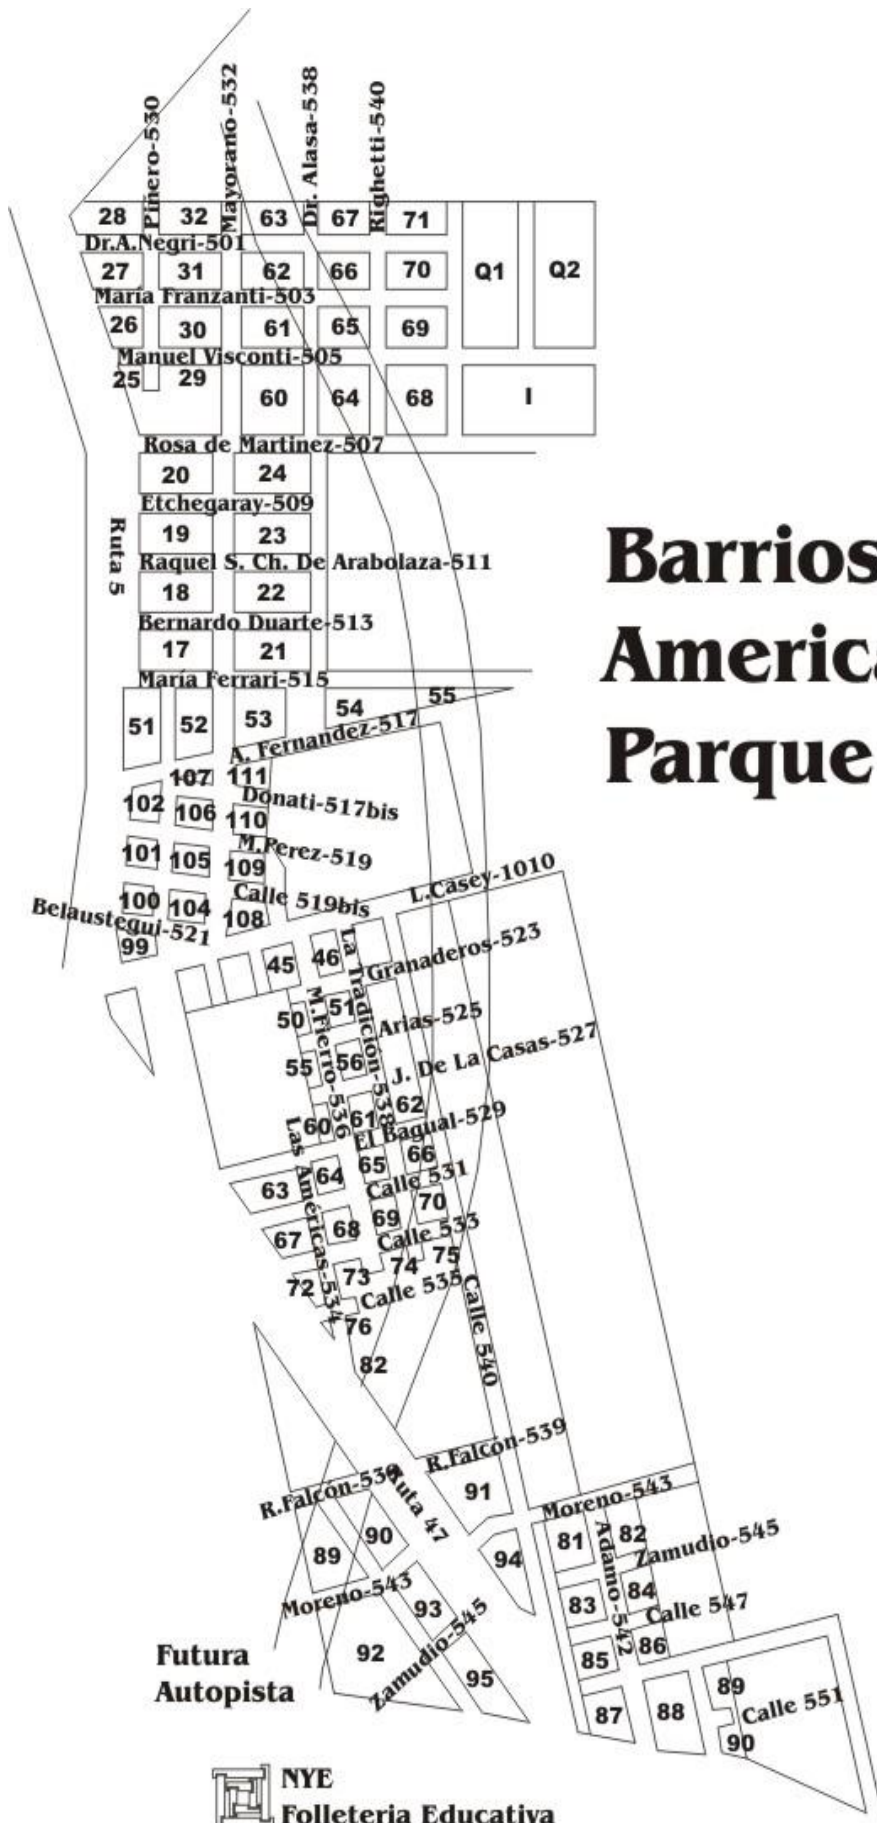 Piñero-530
Mayorano-532
Dr. Alasa-538
Righetti-540
28 32 63 67 71
Dr.A.Negri-501
27 31 62 66 70 Q1 Q2
María Franzanti-503
26 30 61 65 69
Manuel Visconti-505
25 29 60 64 68 I
Rosa de Martinez-507
20 24
Etchegaray-509
Ruta 5
19 23
Raquel S. Ch. De Arabolaza-511
18 22
Bernardo Duarte-513
17 21
María Ferrari-515
51 52 53 54 55
A. Fernandez-517
107 111
Donati-517bis
102 106 110
M.Perez-519
101 105 109
L.Casey-1010
Calle 519bis
100 104 108
Belaustegui-521
99
45 46
La Tradición-538
Granaderos-523
M.Fierro-536
50 51
Arias-525
55 56
J. De La Casas-527
60 61 62
El Bagual-529
Las Américas-534
63 64 65 66
Calle 531
67 68 69 70
Calle 533
72 73 74 75
Calle 535
Calle 540
76
82
R.Falcón-539
R.Falcón-539
Ruta 47
91
Moreno-543
89 90 94 81 82
Adamo-542
Zamudio-545
Moreno-543
93 83 84
Calle 547
92
Zamudio-545
95 85 86
87 88 89
Calle 551
90
Futura
Autopista
Barrios
America
Parque
NYE
Folleteria Educativa